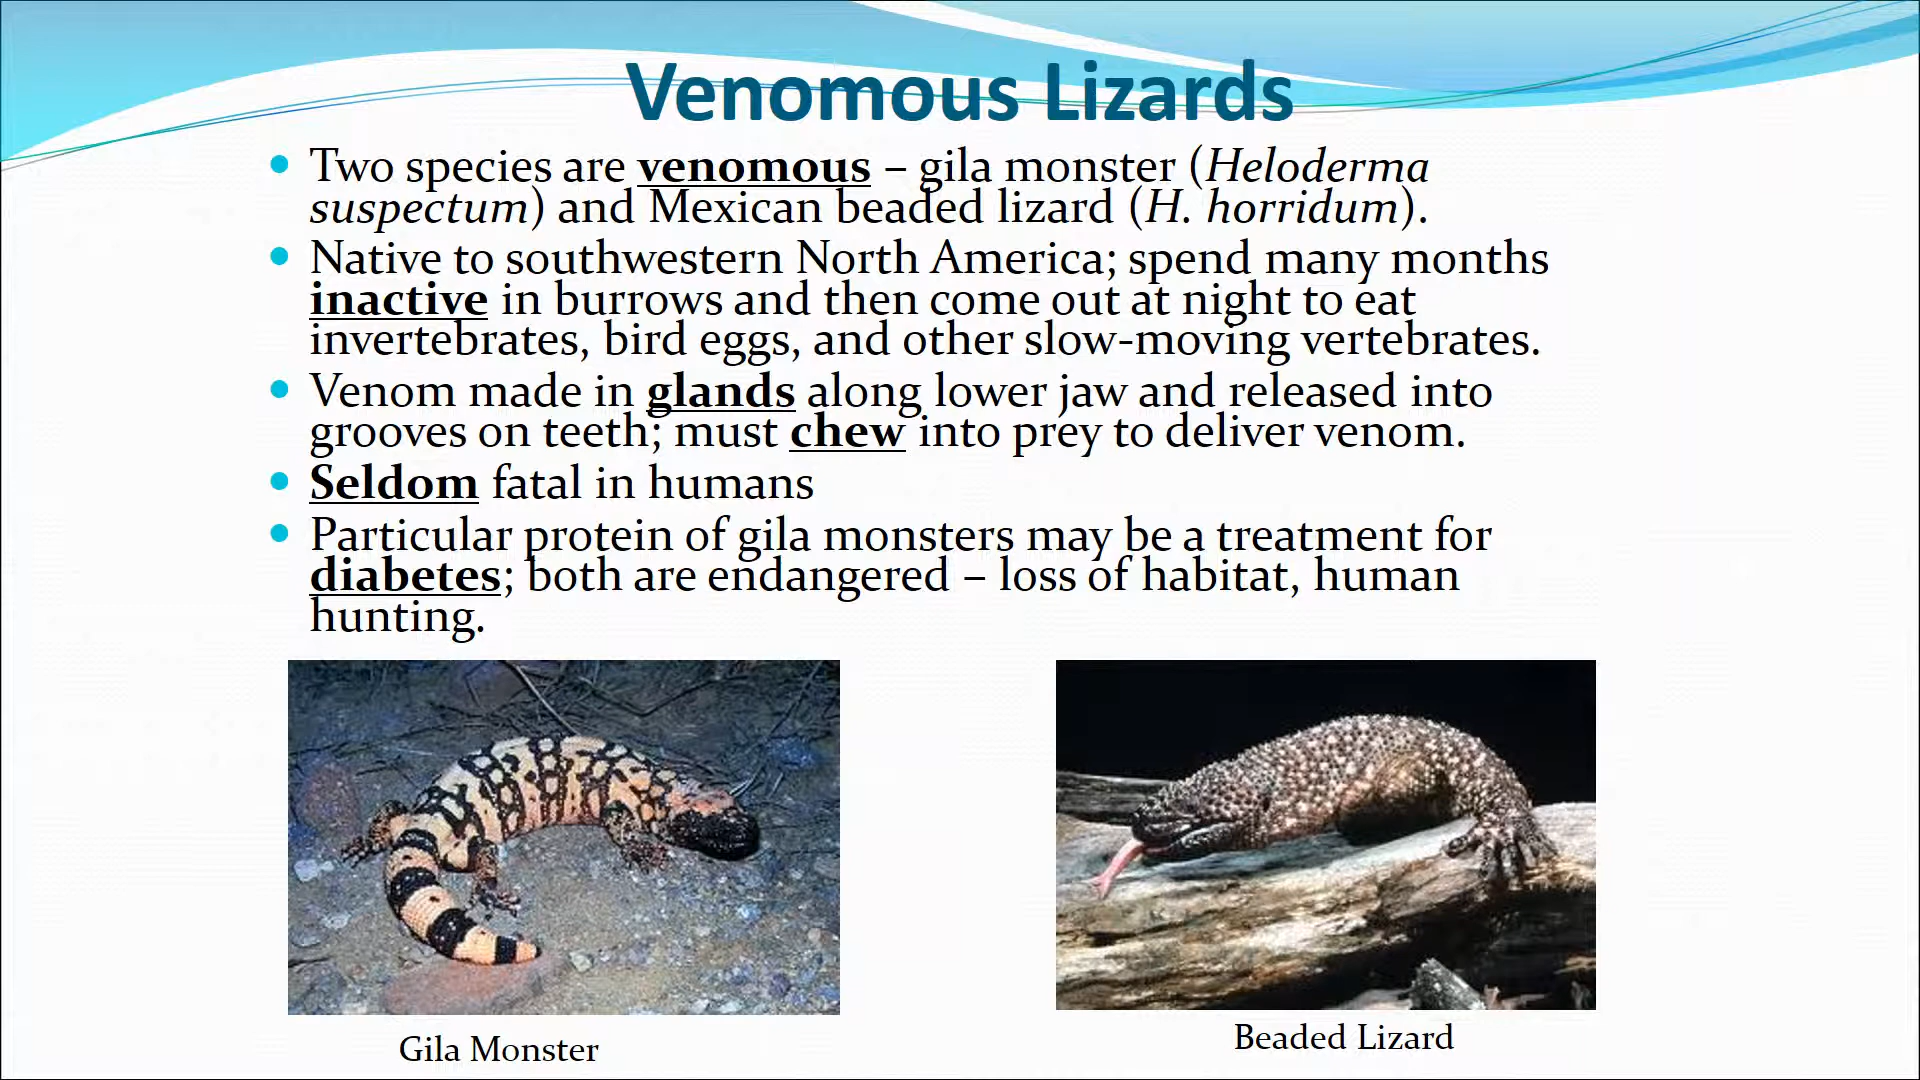 Venomous Lizards
Two species are venomous – gila monster (Heloderma
suspectum) and Mexican beaded lizard (H. horridum).
Native to southwestern North America; spend many months
inactive in burrows and then come out at night to eat
invertebrates, bird eggs, and other slow-moving vertebrates.
Venom made in glands along lower jaw and released into
grooves on teeth; must chew into prey to deliver venom.
Seldom fatal in humans
Particular protein of gila monsters may be a treatment for
diabetes; both are endangered – loss of habitat, human
hunting.
Gila Monster
Beaded Lizard